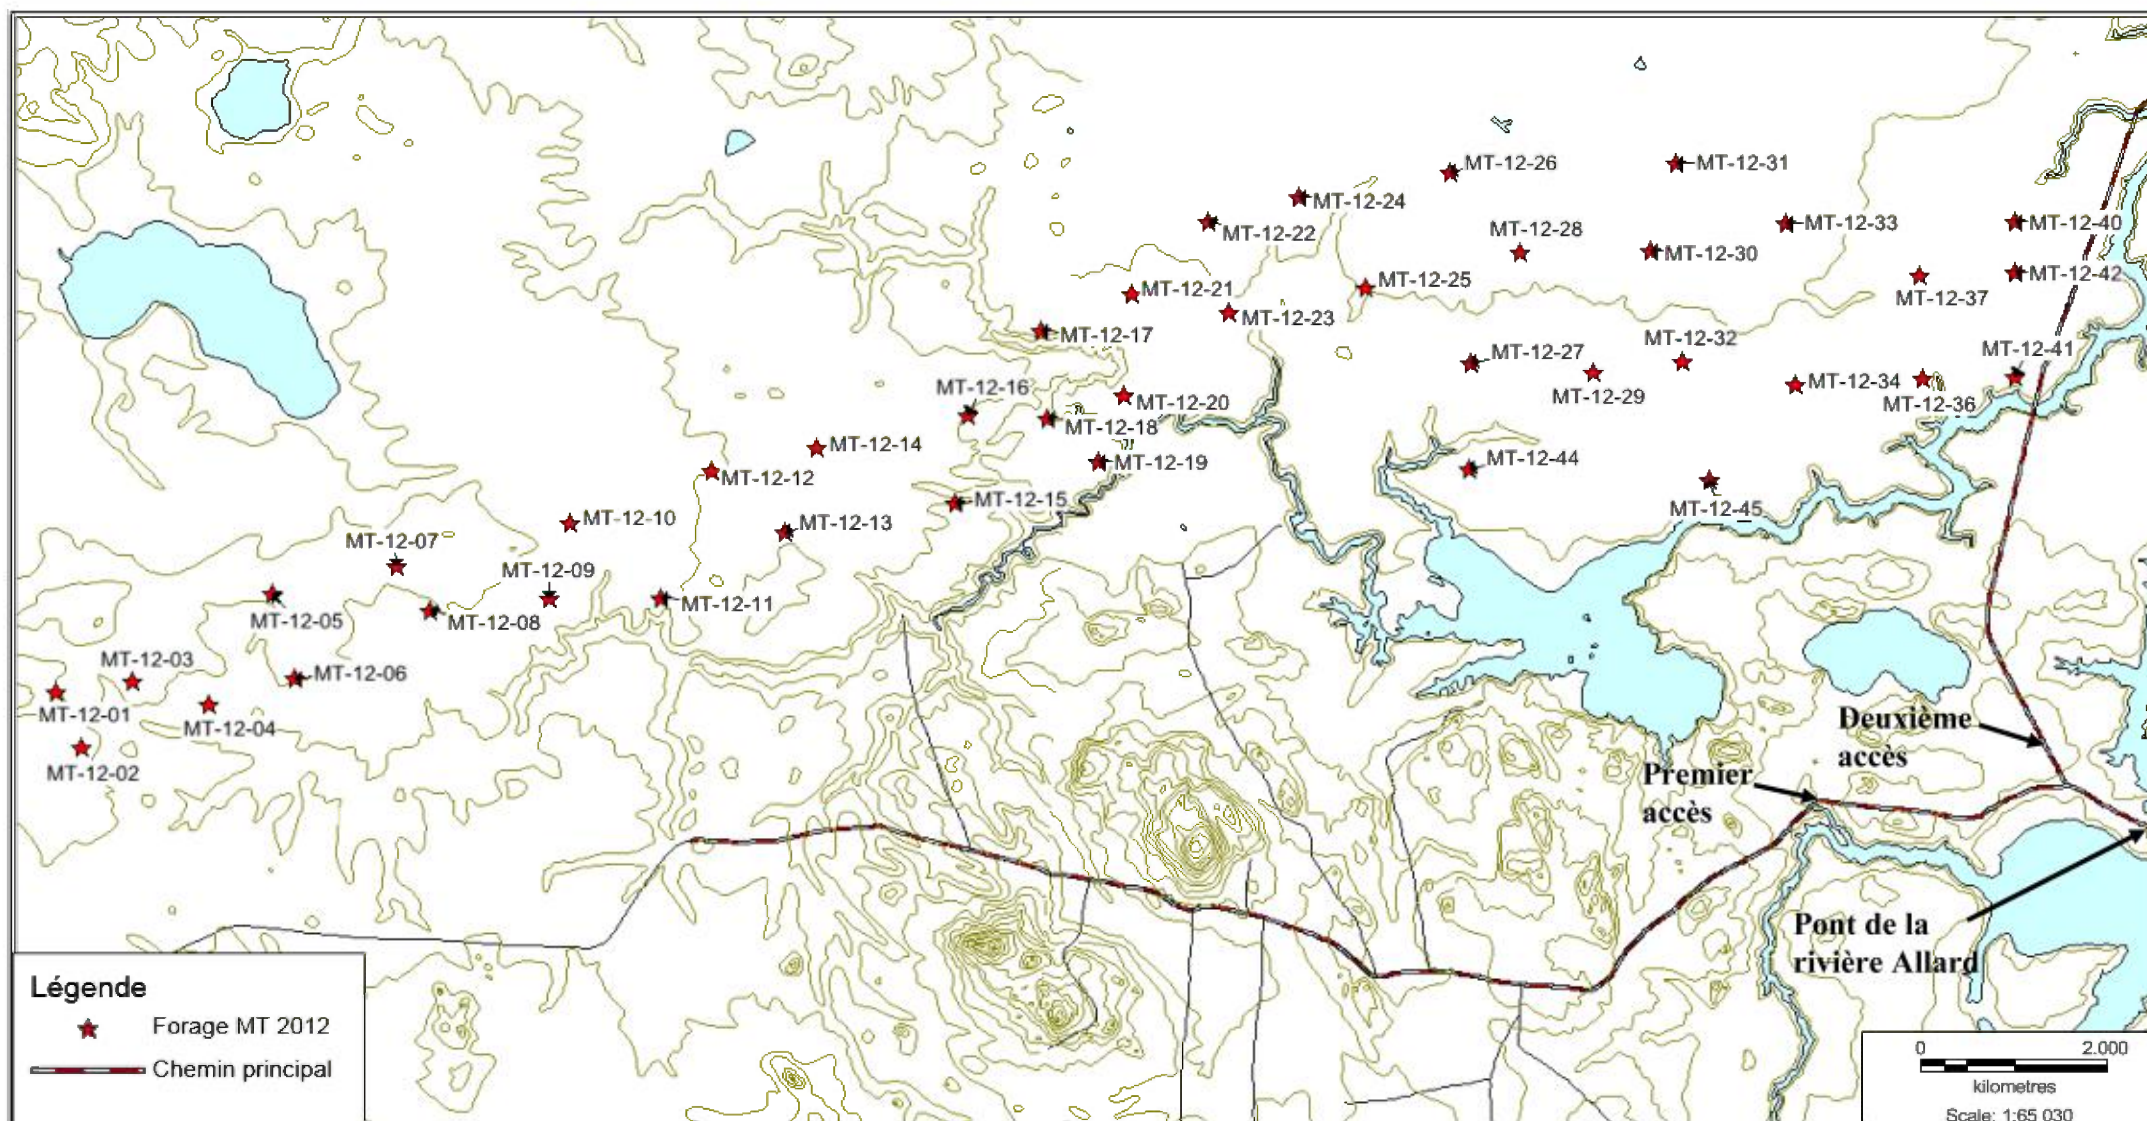 MT-12-26
MT-12-31
MT-12-24
MT-12-22
MT-12-28
MT-12-30
MT-12-33
MT-12-40
MT-12-42
MT-12-37
MT-12-25
MT-12-21
MT-12-23
MT-12-17
MT-12-32
MT-12-41
MT-12-27
MT-12-29
MT-12-34
MT-12-36
MT-12-16
MT-12-20
MT-12-18
MT-12-14
MT-12-12
MT-12-19
MT-12-44
MT-12-45
MT-12-15
MT-12-10
MT-12-13
MT-12-07
MT-12-09
MT-12-11
MT-12-05
MT-12-08
MT-12-03
MT-12-06
MT-12-01
MT-12-04
MT-12-02
Deuxième
accès
Premier
accès
Pont de la
rivière Allard
Légende
Forage MT 2012
Chemin principal
0 2.000
kilometres
Scale: 1:65 030